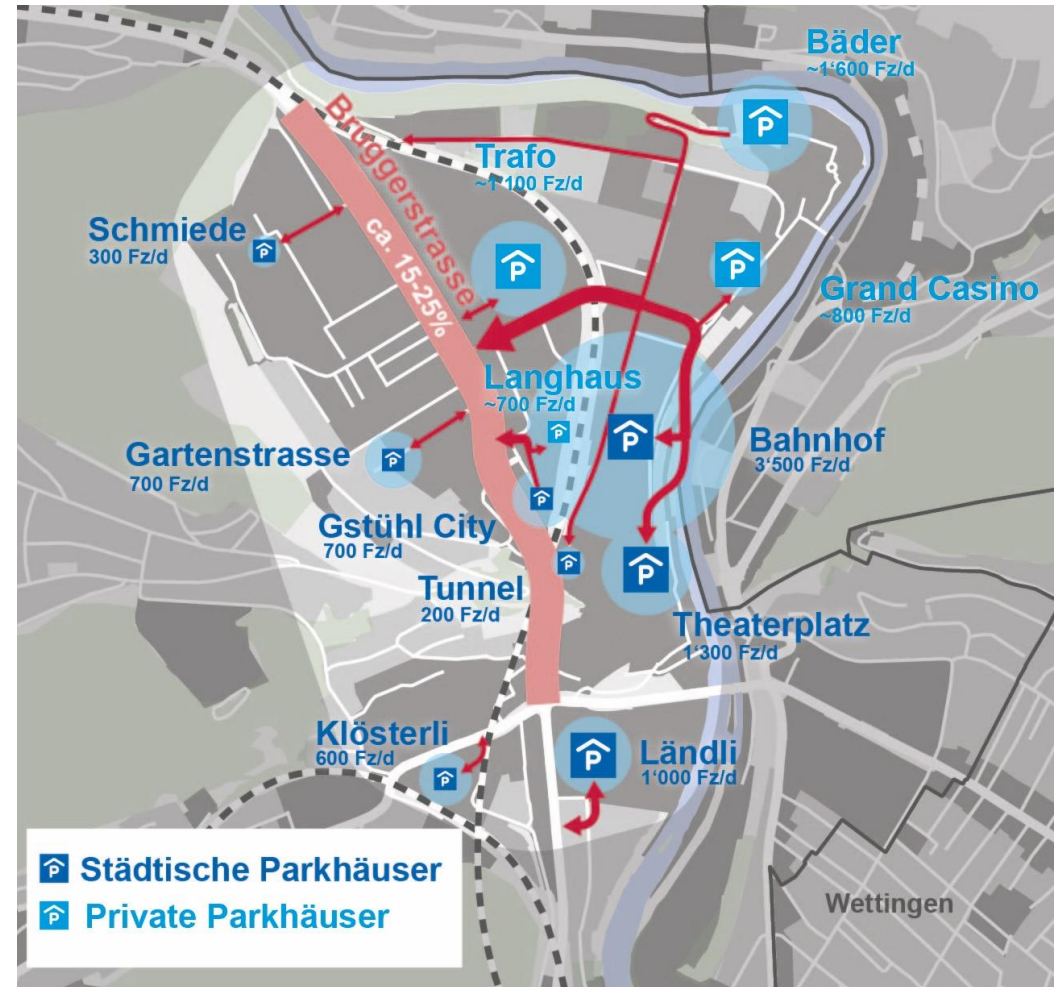 Bäder
~1'600 Fz/d
Bruggerstrasse
ca. 15-25%
Trafo
~1'100 Fz/d
Schmiede
300 Fz/d
Grand Casino
~800 Fz/d
Langhaus
~700 Fz/d
Bahnhof
3'500 Fz/d
Gartenstrasse
700 Fz/d
Gstühl City
700 Fz/d
Tunnel
200 Fz/d
Theaterplatz
1'300 Fz/d
Klösterli
600 Fz/d
Ländli
1'000 Fz/d
P Städtische Parkhäuser
P Private Parkhäuser
Wettingen
P
P
P
P
P
P
P
P
P
P
P
P